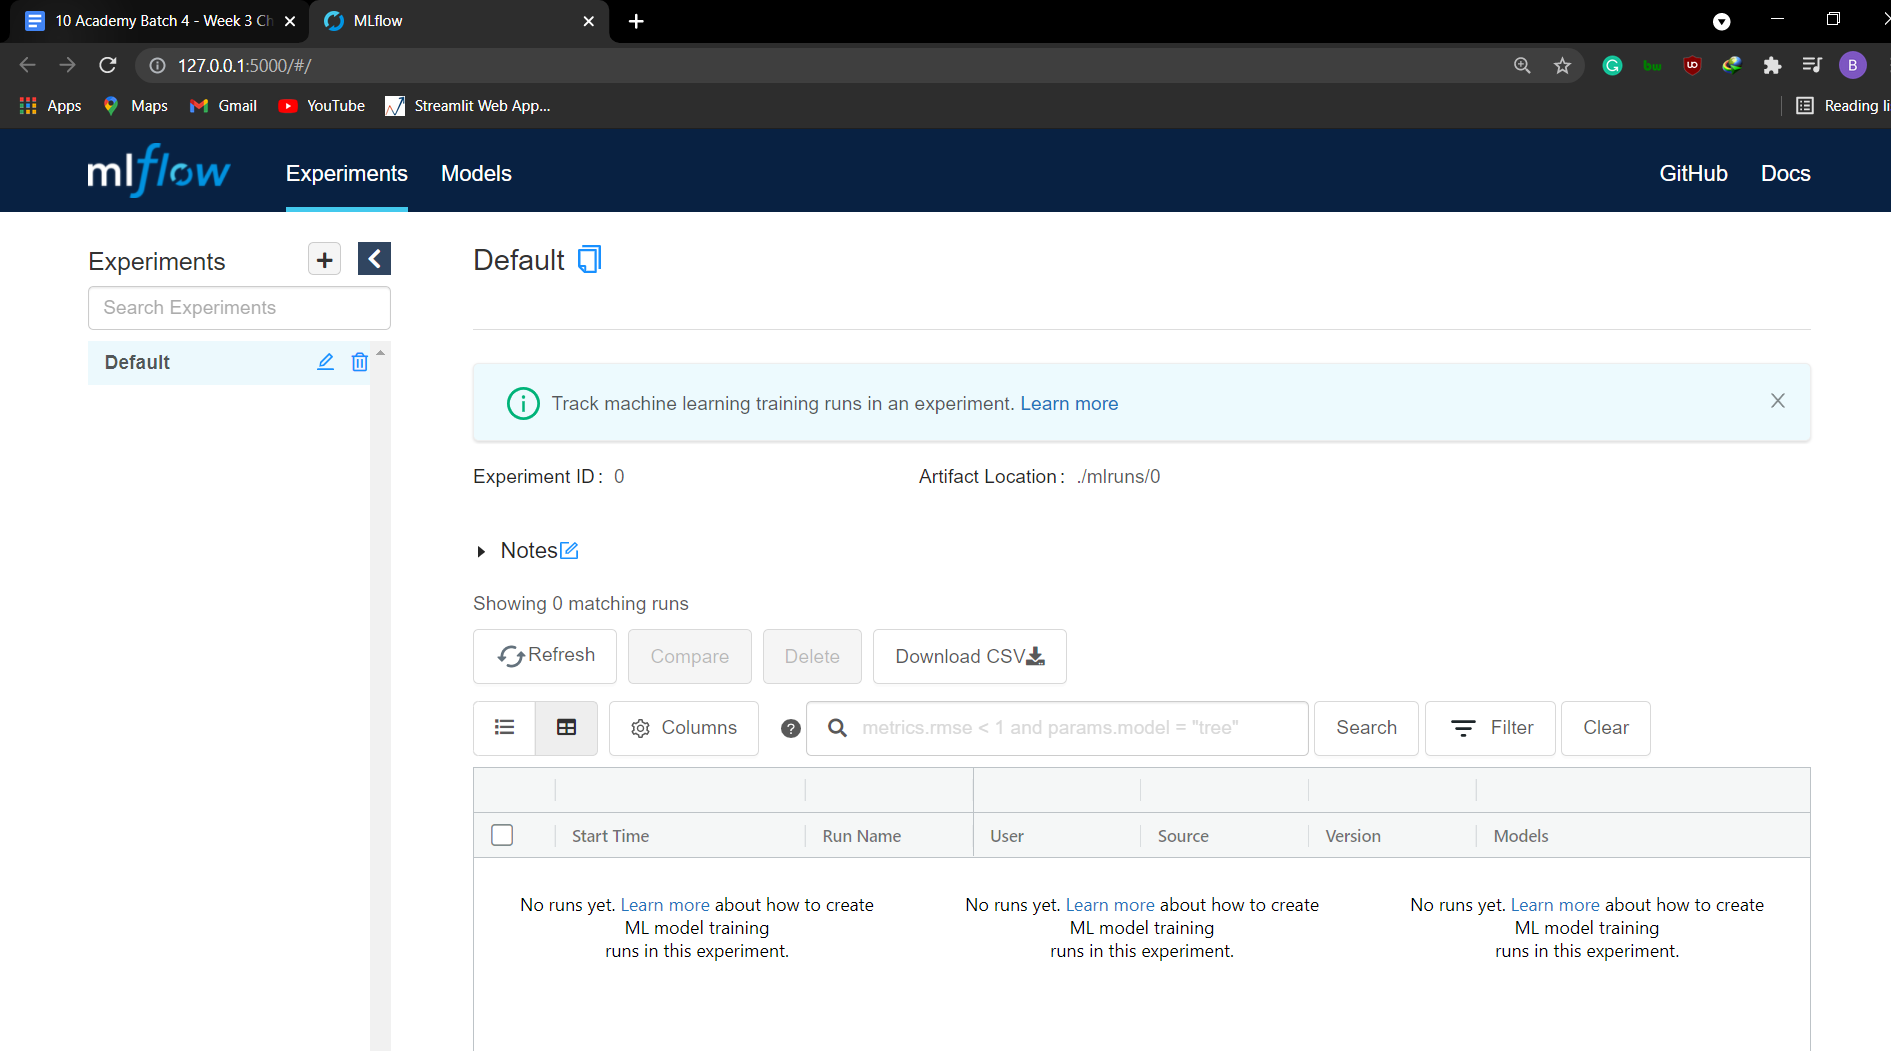 10 Academy Batch 4 - Week 3 Ch
MLflow
127.0.0.1:5000/#/
Apps
Maps
Gmail
YouTube
Streamlit Web App...
Reading li
mlflow
Experiments
Models
GitHub
Docs
Experiments
Search Experiments
Default
Default
Track machine learning training runs in an experiment. Learn more
Experiment ID: 0
Artifact Location: ./mlruns/0
Notes
Showing 0 matching runs
Refresh
Compare
Delete
Download CSV
Columns
metrics.rmse < 1 and params.model = "tree"
Search
Filter
Clear
Start Time
Run Name
User
Source
Version
Models
No runs yet. Learn more about how to create
ML model training
runs in this experiment.
No runs yet. Learn more about how to create
ML model training
runs in this experiment.
No runs yet. Learn more about how to create
ML model training
runs in this experiment.